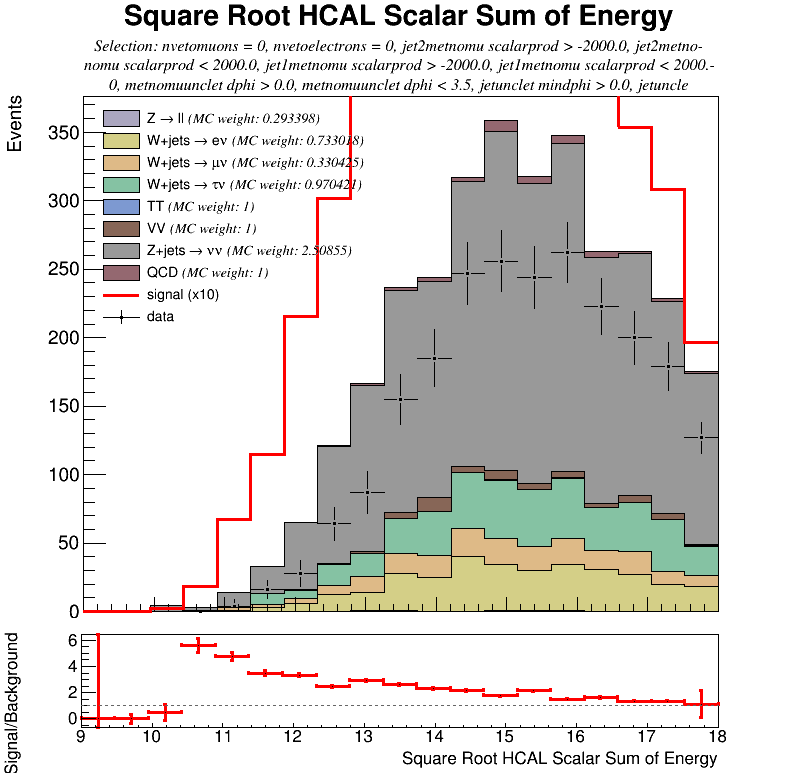 Square Root HCAL Scalar Sum of Energy
Selection: nvetomuons = 0, nvetoelectrons = 0, jet2metnomu scalarprod > -2000.0, jet2metno-
nomu scalarprod < 2000.0, jet1metnomu scalarprod > -2000.0, jet1metnomu scalarprod < 2000.-
0, metnomuunclet dphi > 0.0, metnomuunclet dphi < 3.5, jetunclet mindphi > 0.0, jetuncle
Events
350
300
250
200
150
100
50
0
Z → ll (MC weight: 0.293398)
W+jets → eν (MC weight: 0.733018)
W+jets → μν (MC weight: 0.330425)
W+jets → τν (MC weight: 0.970421)
TT (MC weight: 1)
VV (MC weight: 1)
Z+jets → νν (MC weight: 2.50855)
QCD (MC weight: 1)
signal (x10)
data
Signal/Background
6
4
2
0
9 10 11 12 13 14 15 16 17 18
Square Root HCAL Scalar Sum of Energy